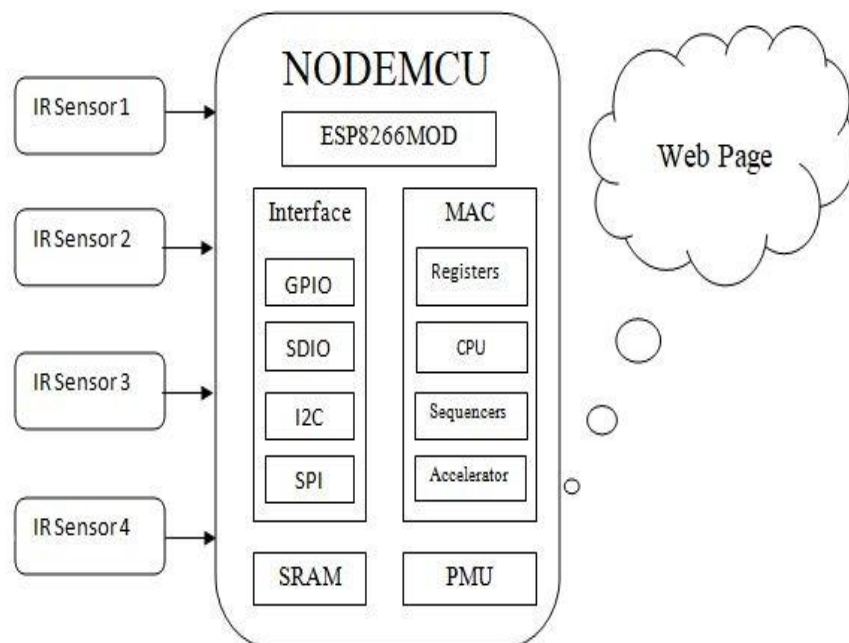 IR Sensor 1
IR Sensor 2
IR Sensor 3
IR Sensor 4
NODEMCU
ESP8266MOD
Interface
GPIO
SDIO
I2C
SPI
MAC
Registers
CPU
Sequencers
Accelerator
SRAM
PMU
Web Page